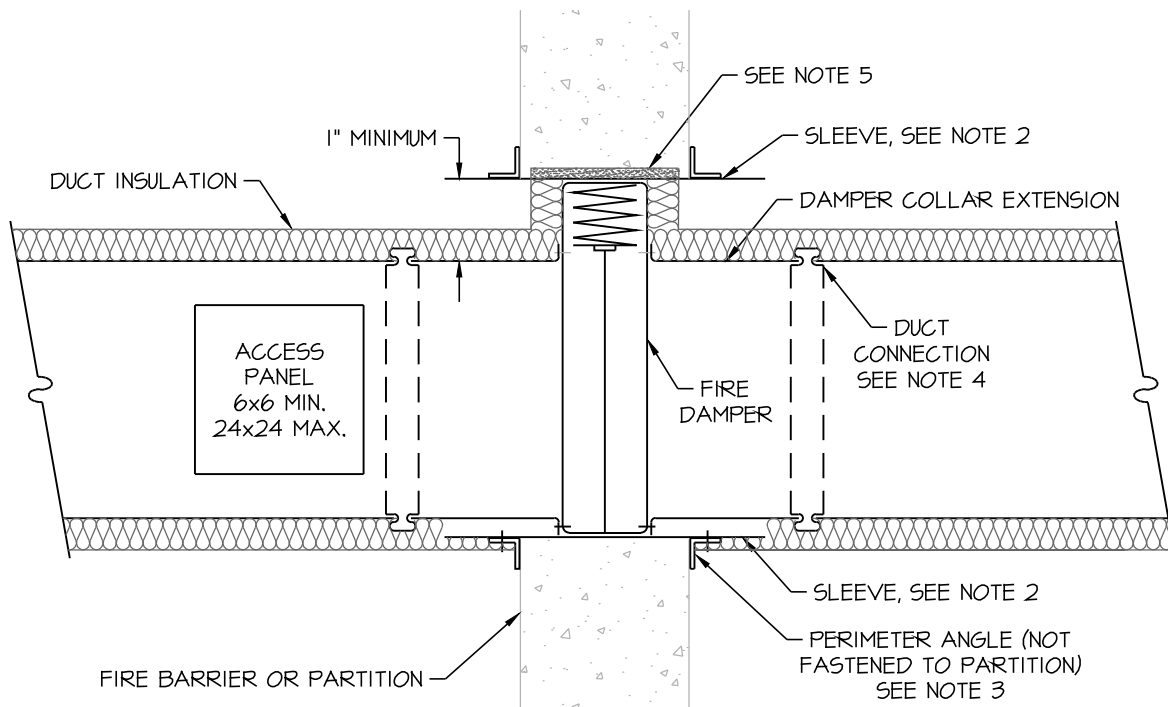 SEE NOTE 5
1" MINIMUM
SLEEVE, SEE NOTE 2
DUCT INSULATION
DAMPER COLLAR EXTENSION
ACCESS
PANEL
6x6 MIN.
24x24 MAX.
DUCT
CONNECTION
SEE NOTE 4
FIRE
DAMPER
SLEEVE, SEE NOTE 2
PERIMETER ANGLE (NOT
FASTENED TO PARTITION)
SEE NOTE 3
FIRE BARRIER OR PARTITION